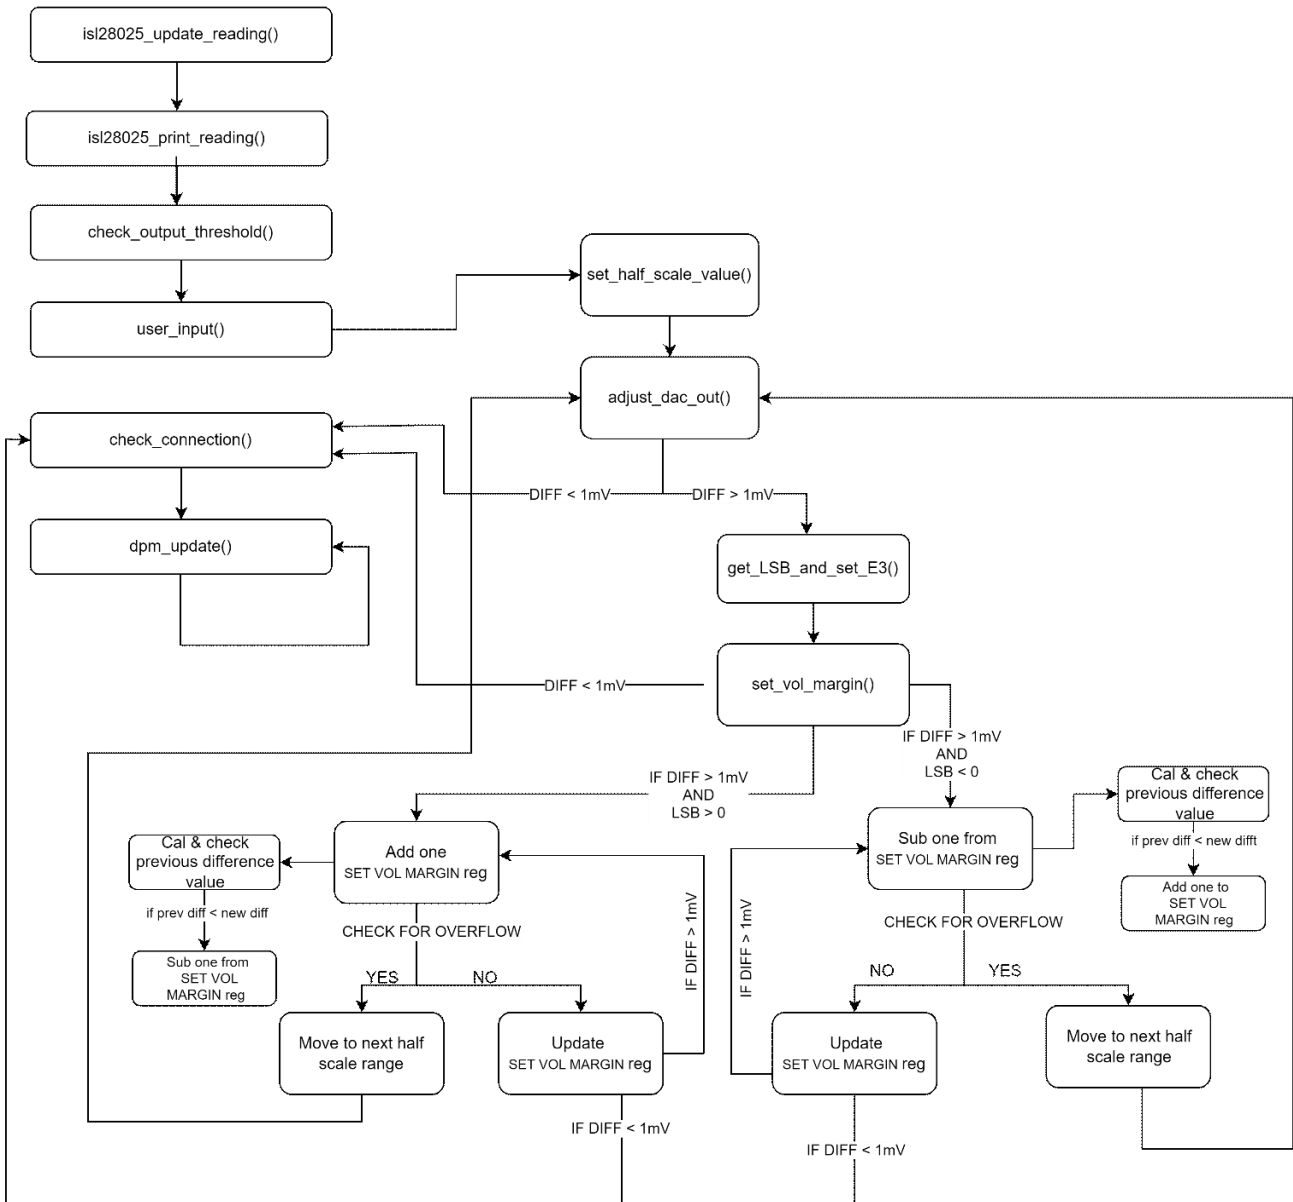 isl28025_update_reading()
isl28025_print_reading()
check_output_threshold()
user_input()
set_half_scale_value()
adjust_dac_out()
check_connection()
DIFF < 1mV
DIFF > 1mV
dpm_update()
get_LSB_and_set_E3()
set_vol_margin()
DIFF < 1mV
IF DIFF > 1mV
AND
LSB < 0
IF DIFF > 1mV
AND
LSB > 0
Cal & check
previous difference
value
if prev diff < new difft
Add one to
SET VOL
MARGIN reg
Sub one from
SET VOL MARGIN reg
Add one
SET VOL MARGIN reg
Cal & check
previous difference
value
if prev diff < new diff
Sub one from
SET VOL
MARGIN reg
CHECK FOR OVERFLOW
CHECK FOR OVERFLOW
IF DIFF > 1mV
IF DIFF > 1mV
YES
NO
NO
YES
Move to next half
scale range
Update
SET VOL MARGIN reg
Update
SET VOL MARGIN reg
Move to next half
scale range
IF DIFF < 1mV
IF DIFF < 1mV